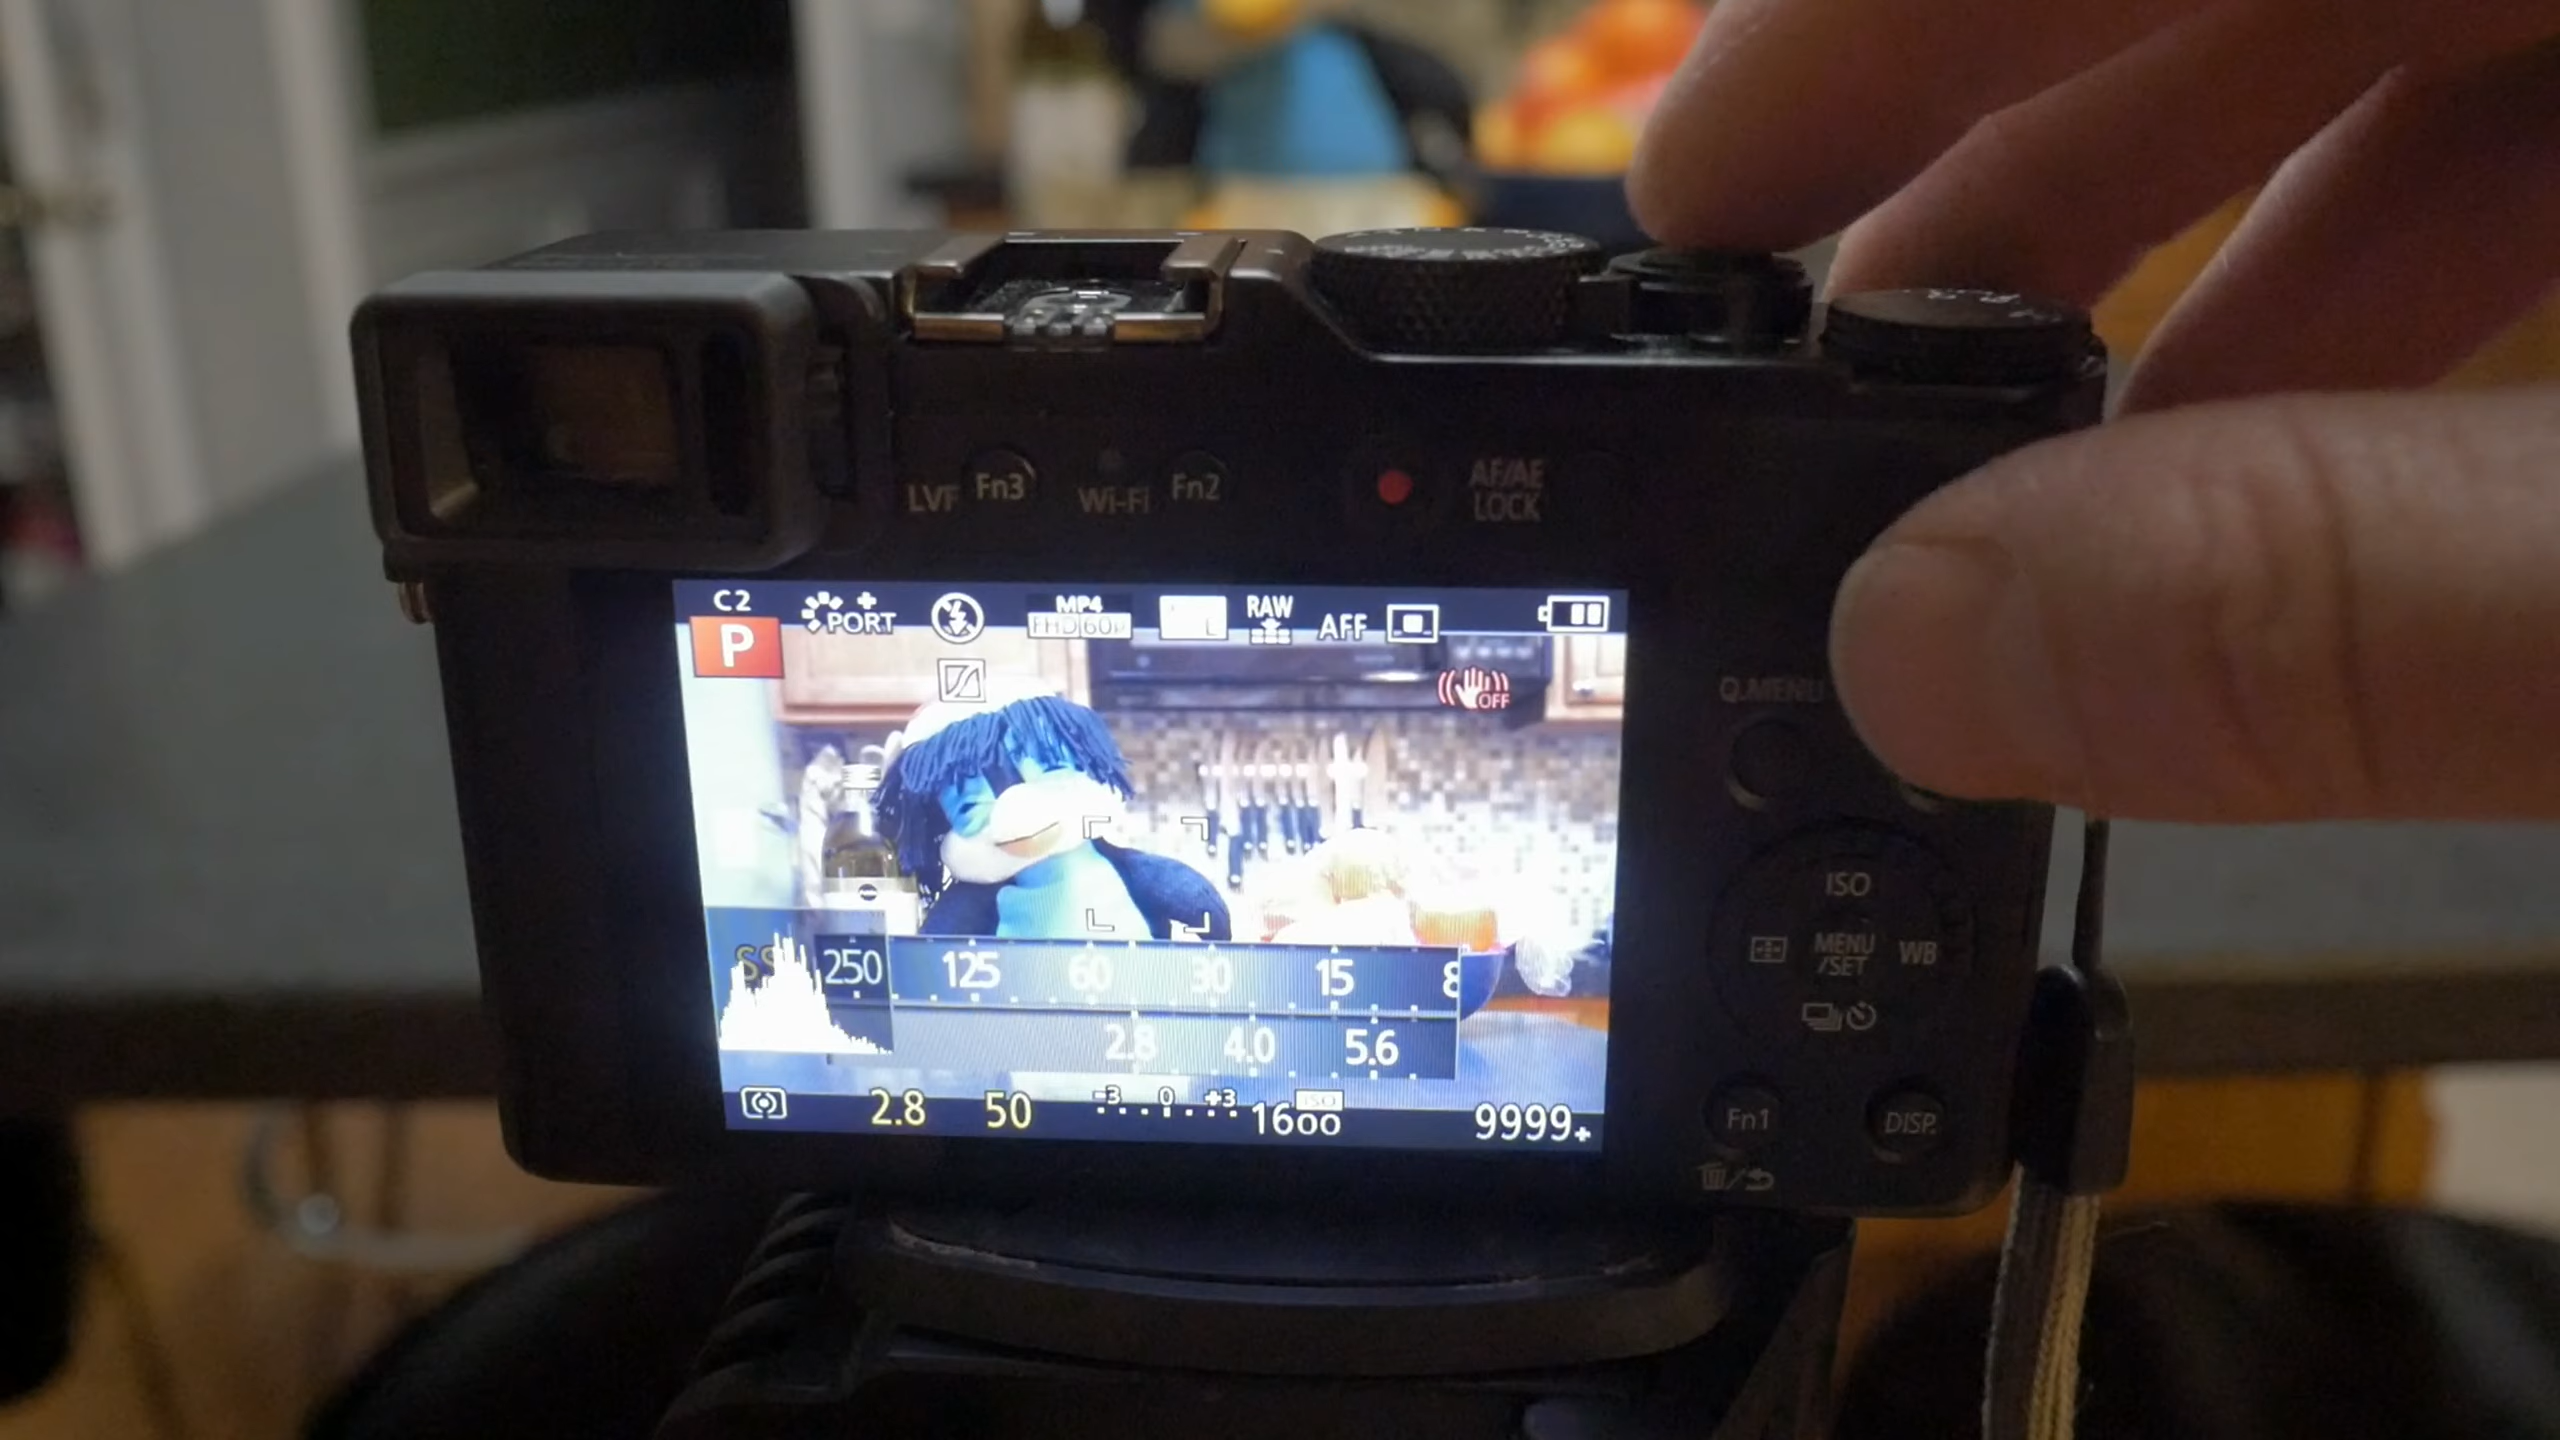 LVF Fn3 Wi-Fi Fn2 AF/AE
LOCK
C2 PORT MP4 FHD 60p L RAW AFF
P
OFF
Q.MENU
SS 250 125 60 30 15 8
2.8 4.0 5.6
2.8 50 -3 0 +3 ISO 1600 9999+
ISO
MENU
/SET
WB
Fn1 DISP.